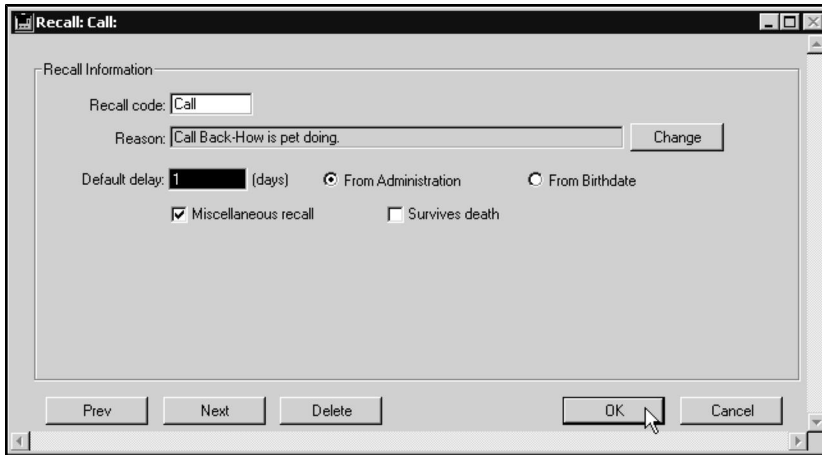 Recall: Call:
Recall Information
Recall code: Call
Reason: Call Back-How is pet doing. Change
Default delay: 1 (days) From Administration From Birthdate
Miscellaneous recall Survives death
Prev Next Delete OK Cancel